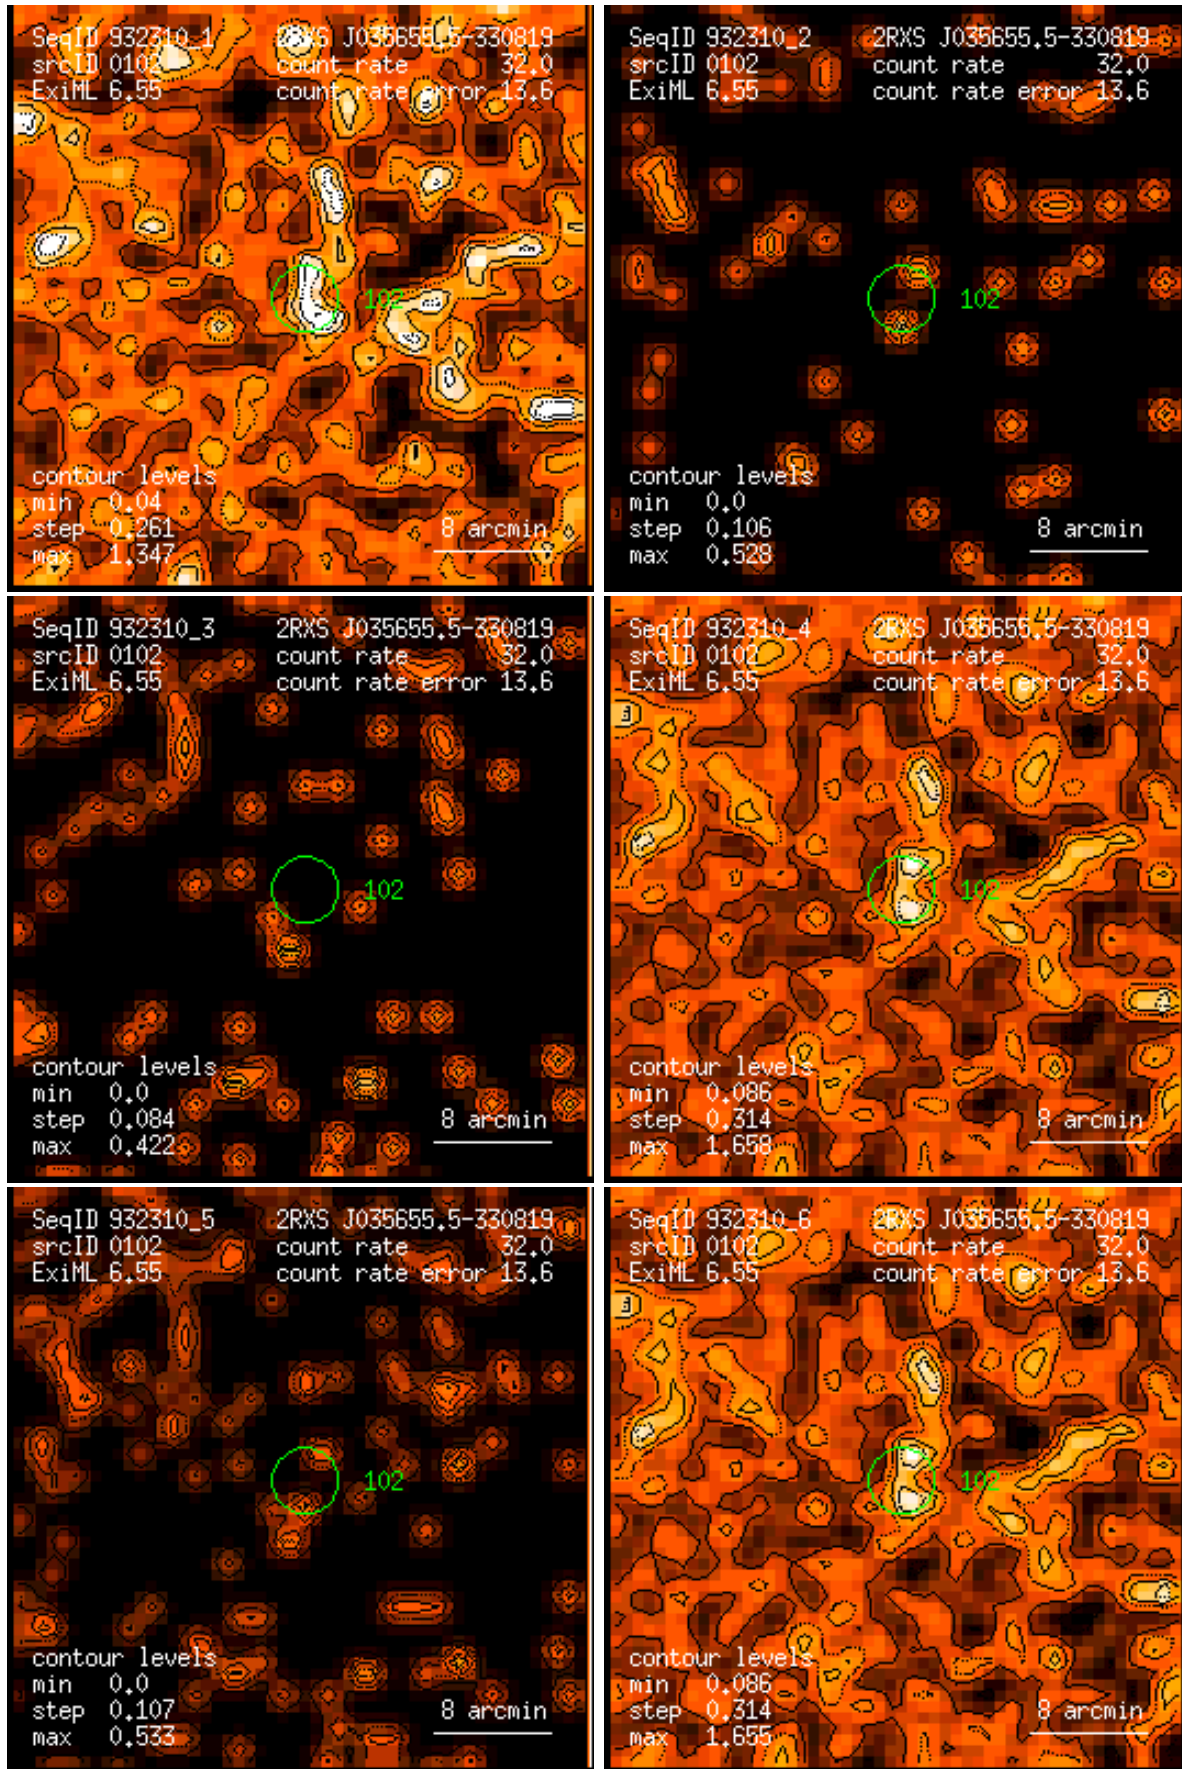 SeqID 932310_1 2RXS J035655.5-330819
srcID 0102 count rate 32.0
ExiML 6.55 count rate error 13.6
102
contour levels
min 0.04
step 0.261 8 arcmin
max 1.347
SeqID 932310_2 2RXS J035655.5-330819
srcID 0102 count rate 32.0
ExiML 6.55 count rate error 13.6
102
contour levels
min 0.0
step 0.106 8 arcmin
max 0.528
SeqID 932310_3 2RXS J035655.5-330819
srcID 0102 count rate 32.0
ExiML 6.55 count rate error 13.6
102
contour levels
min 0.0
step 0.084 8 arcmin
max 0.422
SeqID 932310_4 2RXS J035655.5-330819
srcID 0102 count rate 32.0
ExiML 6.55 count rate error 13.6
102
contour levels
min 0.086
step 0.314 8 arcmin
max 1.658
SeqID 932310_5 2RXS J035655.5-330819
srcID 0102 count rate 32.0
ExiML 6.55 count rate error 13.6
102
contour levels
min 0.0
step 0.107 8 arcmin
max 0.533
SeqID 932310_6 2RXS J035655.5-330819
srcID 0102 count rate 32.0
ExiML 6.55 count rate error 13.6
102
contour levels
min 0.086
step 0.314 8 arcmin
max 1.655